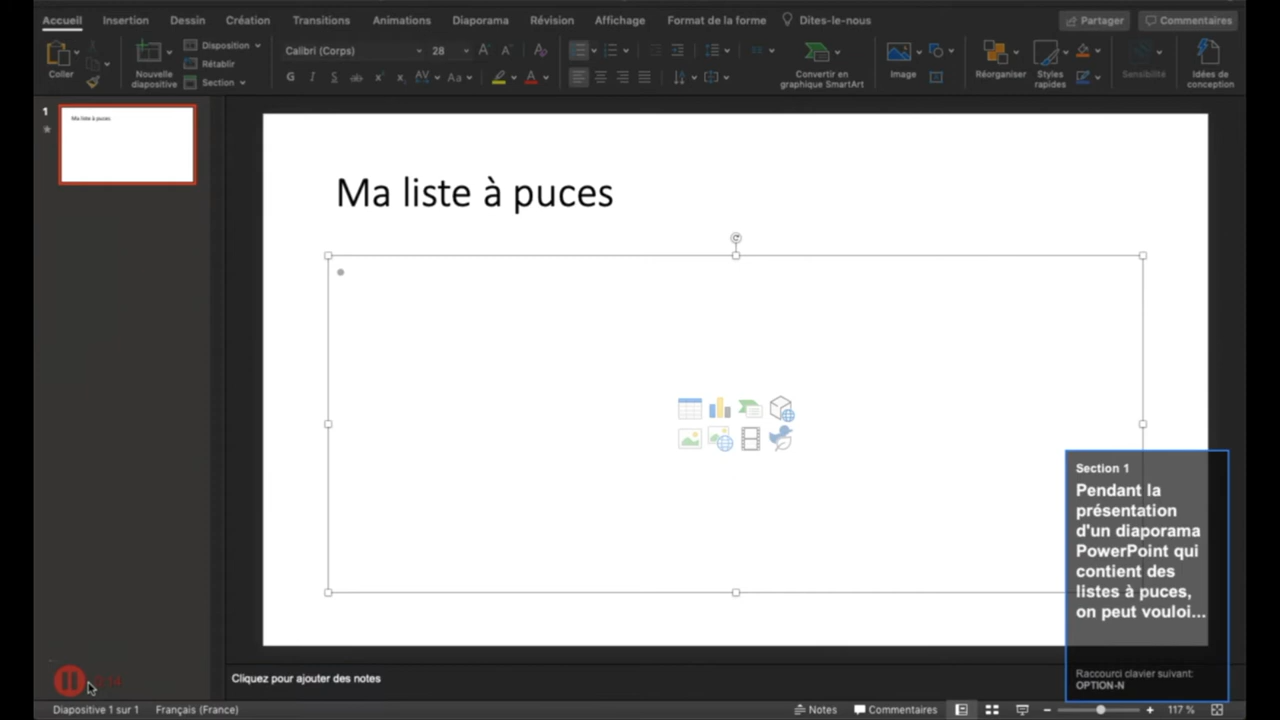 Accueil Insertion Dessin Création Transitions Animations Diaporama Révision Affichage Format de la forme Dites-le-nous Partager Commentaires
Coller
Nouvelle
diapositive
Disposition
Rétablir
Section
Calibri (Corps) 28
G I S ab x x AV Aa A
Convertir en
graphique SmartArt
Image
Réorganiser
Styles
rapides
Sensibilité
Idées de
conception
1
Ma liste à puces
Ma liste à puces
Section 1
Pendant la
présentation
d'un diaporama
PowerPoint qui
contient des
listes à puces,
on peut vouloi...
Raccourci clavier suivant:
OPTION-N
Cliquez pour ajouter des notes
Diapositive 1 sur 1 Français (France) Notes Commentaires 117 %